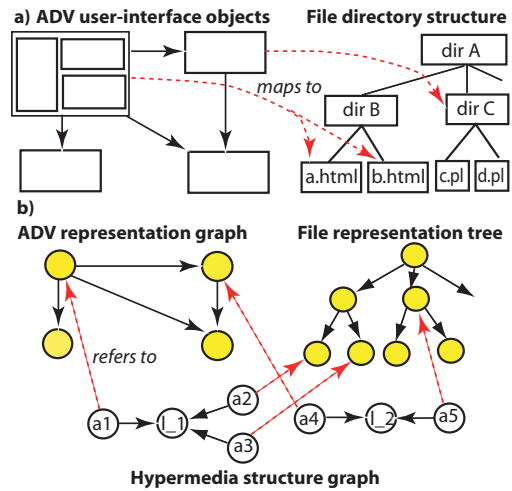 a) ADV user-interface objects
File directory structure
dir A
maps to
dir B
dir C
a.html
b.html
c.pl
d.pl
b)
ADV representation graph
File representation tree
refers to
a1
l_1
a2
a3
a4
l_2
a5
Hypermedia structure graph